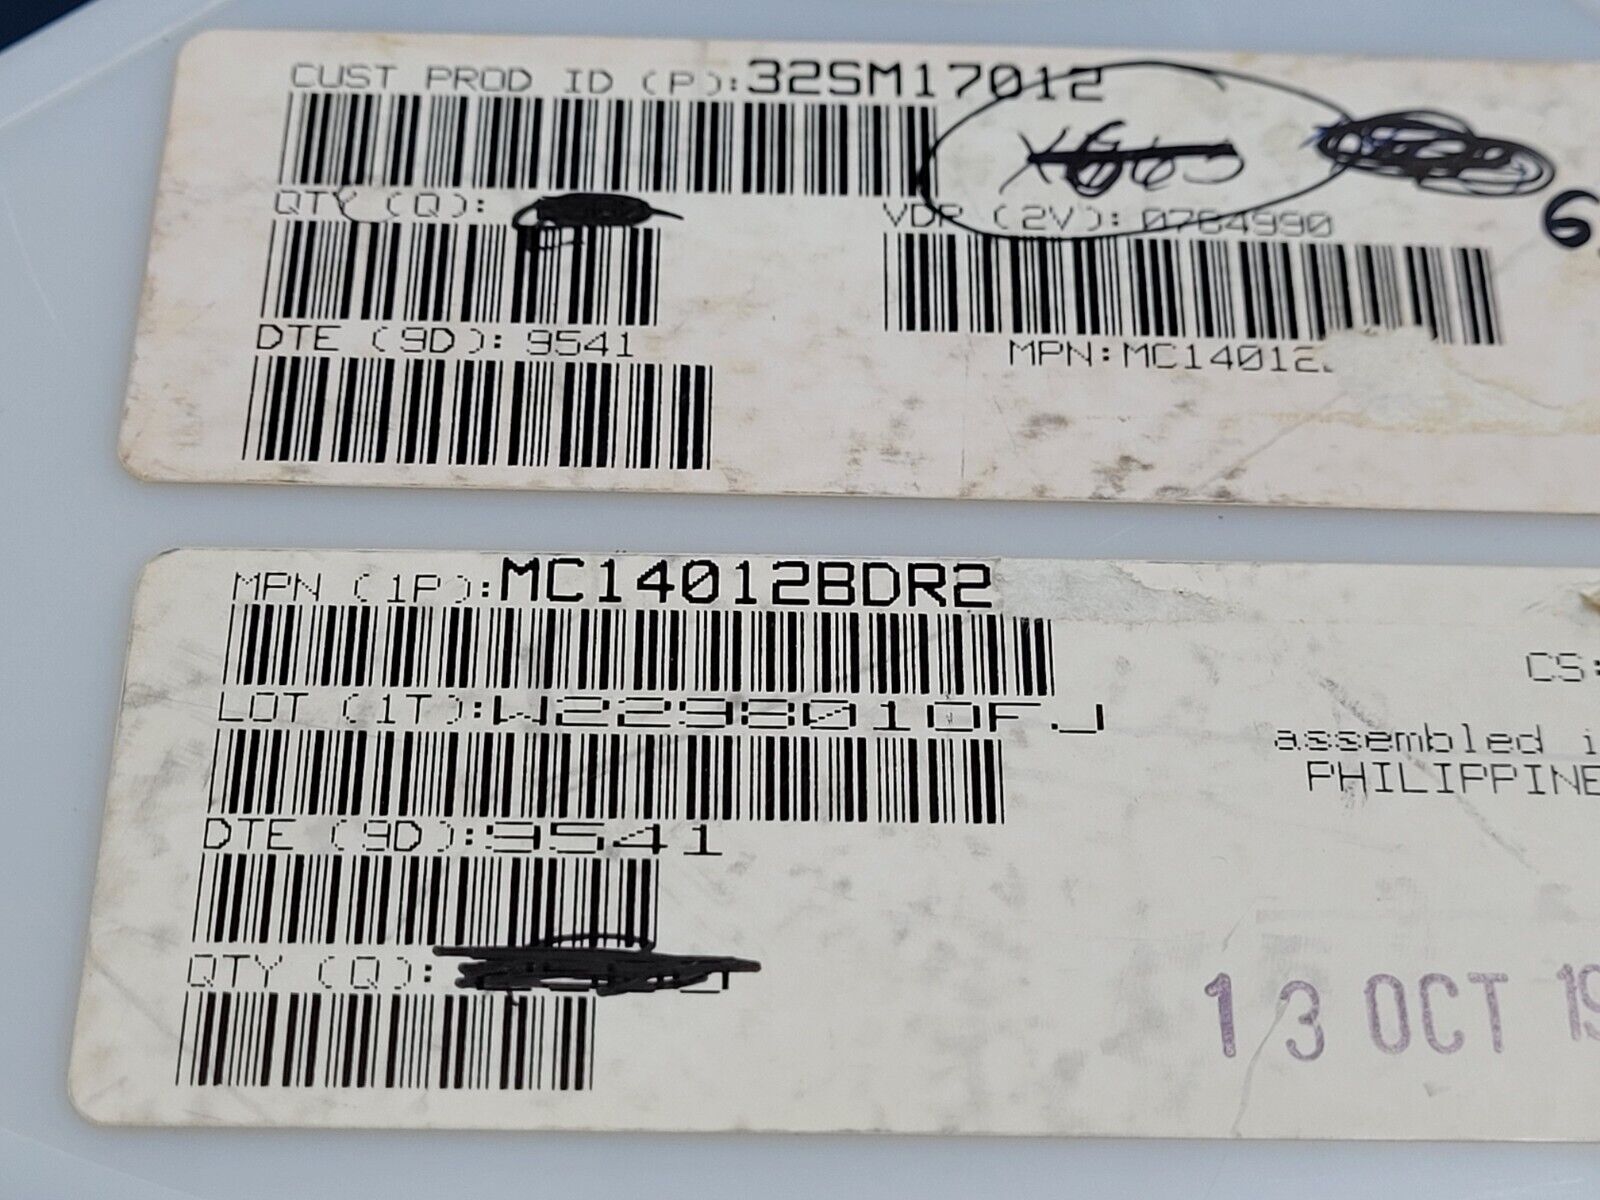 CUST PROD ID (P):32SM17012
QTY (Q):
VDR (2V): 0764990
DTE (9D): 9541
MPN:MC14012
MPN (1P):MC14012BDR2
CS:
LOT (1T):W2298010FJ
assembled i
PHILIPPINE
DTE (9D):9541
QTY (Q):
13 OCT 19